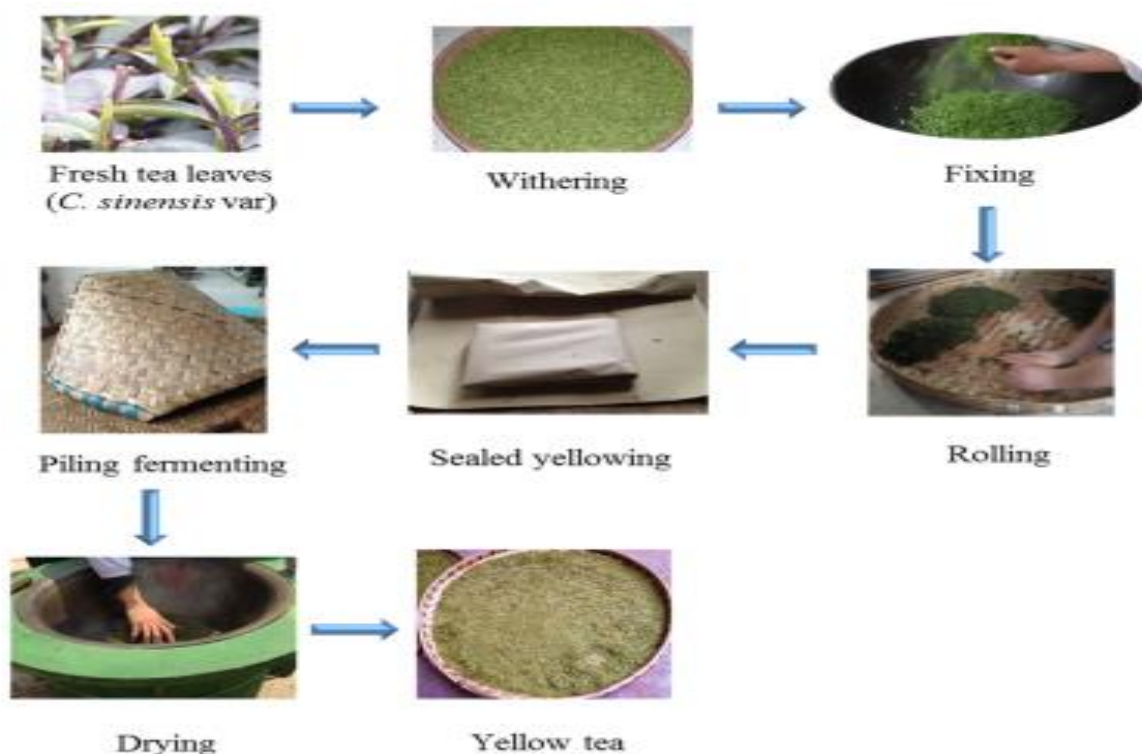 Fresh tea leaves
(C. sinensis var)
Withering
Fixing
Rolling
Sealed yellowing
Piling fermenting
Drying
Yellow tea